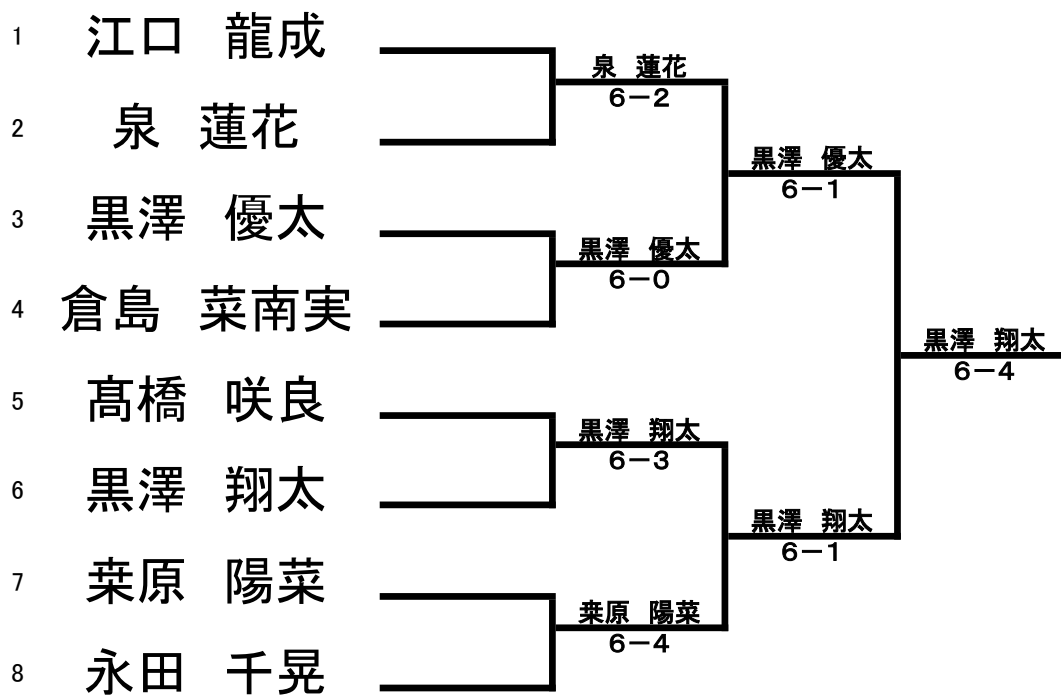 1 江口 龍成
2 泉 蓮花
3 黒澤 優太
4 倉島 菜南実
5 髙橋 咲良
6 黒澤 翔太
7 桒原 陽菜
8 永田 千晃
泉 蓮花
6−2
黒澤 優太
6−0
黒澤 翔太
6−3
桒原 陽菜
6−4
黒澤 優太
6−1
黒澤 翔太
6−1
黒澤 翔太
6−4